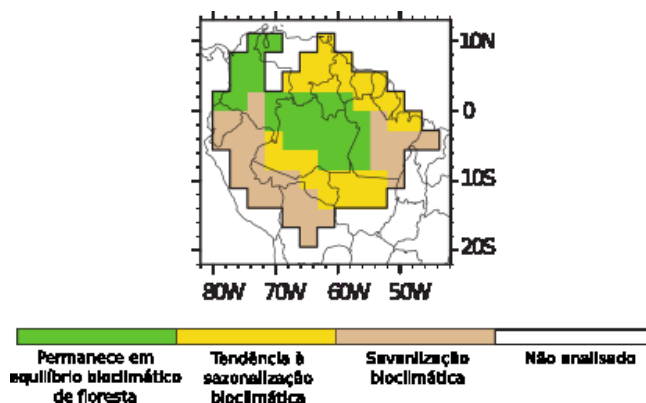 10N
0
10S
20S
80W 70W 60W 50W
Permanece em
equilíbrio bioclimático
de floresta
Tendência à
sazonalização
bioclimática
Savanização
bioclimática
Não analisado